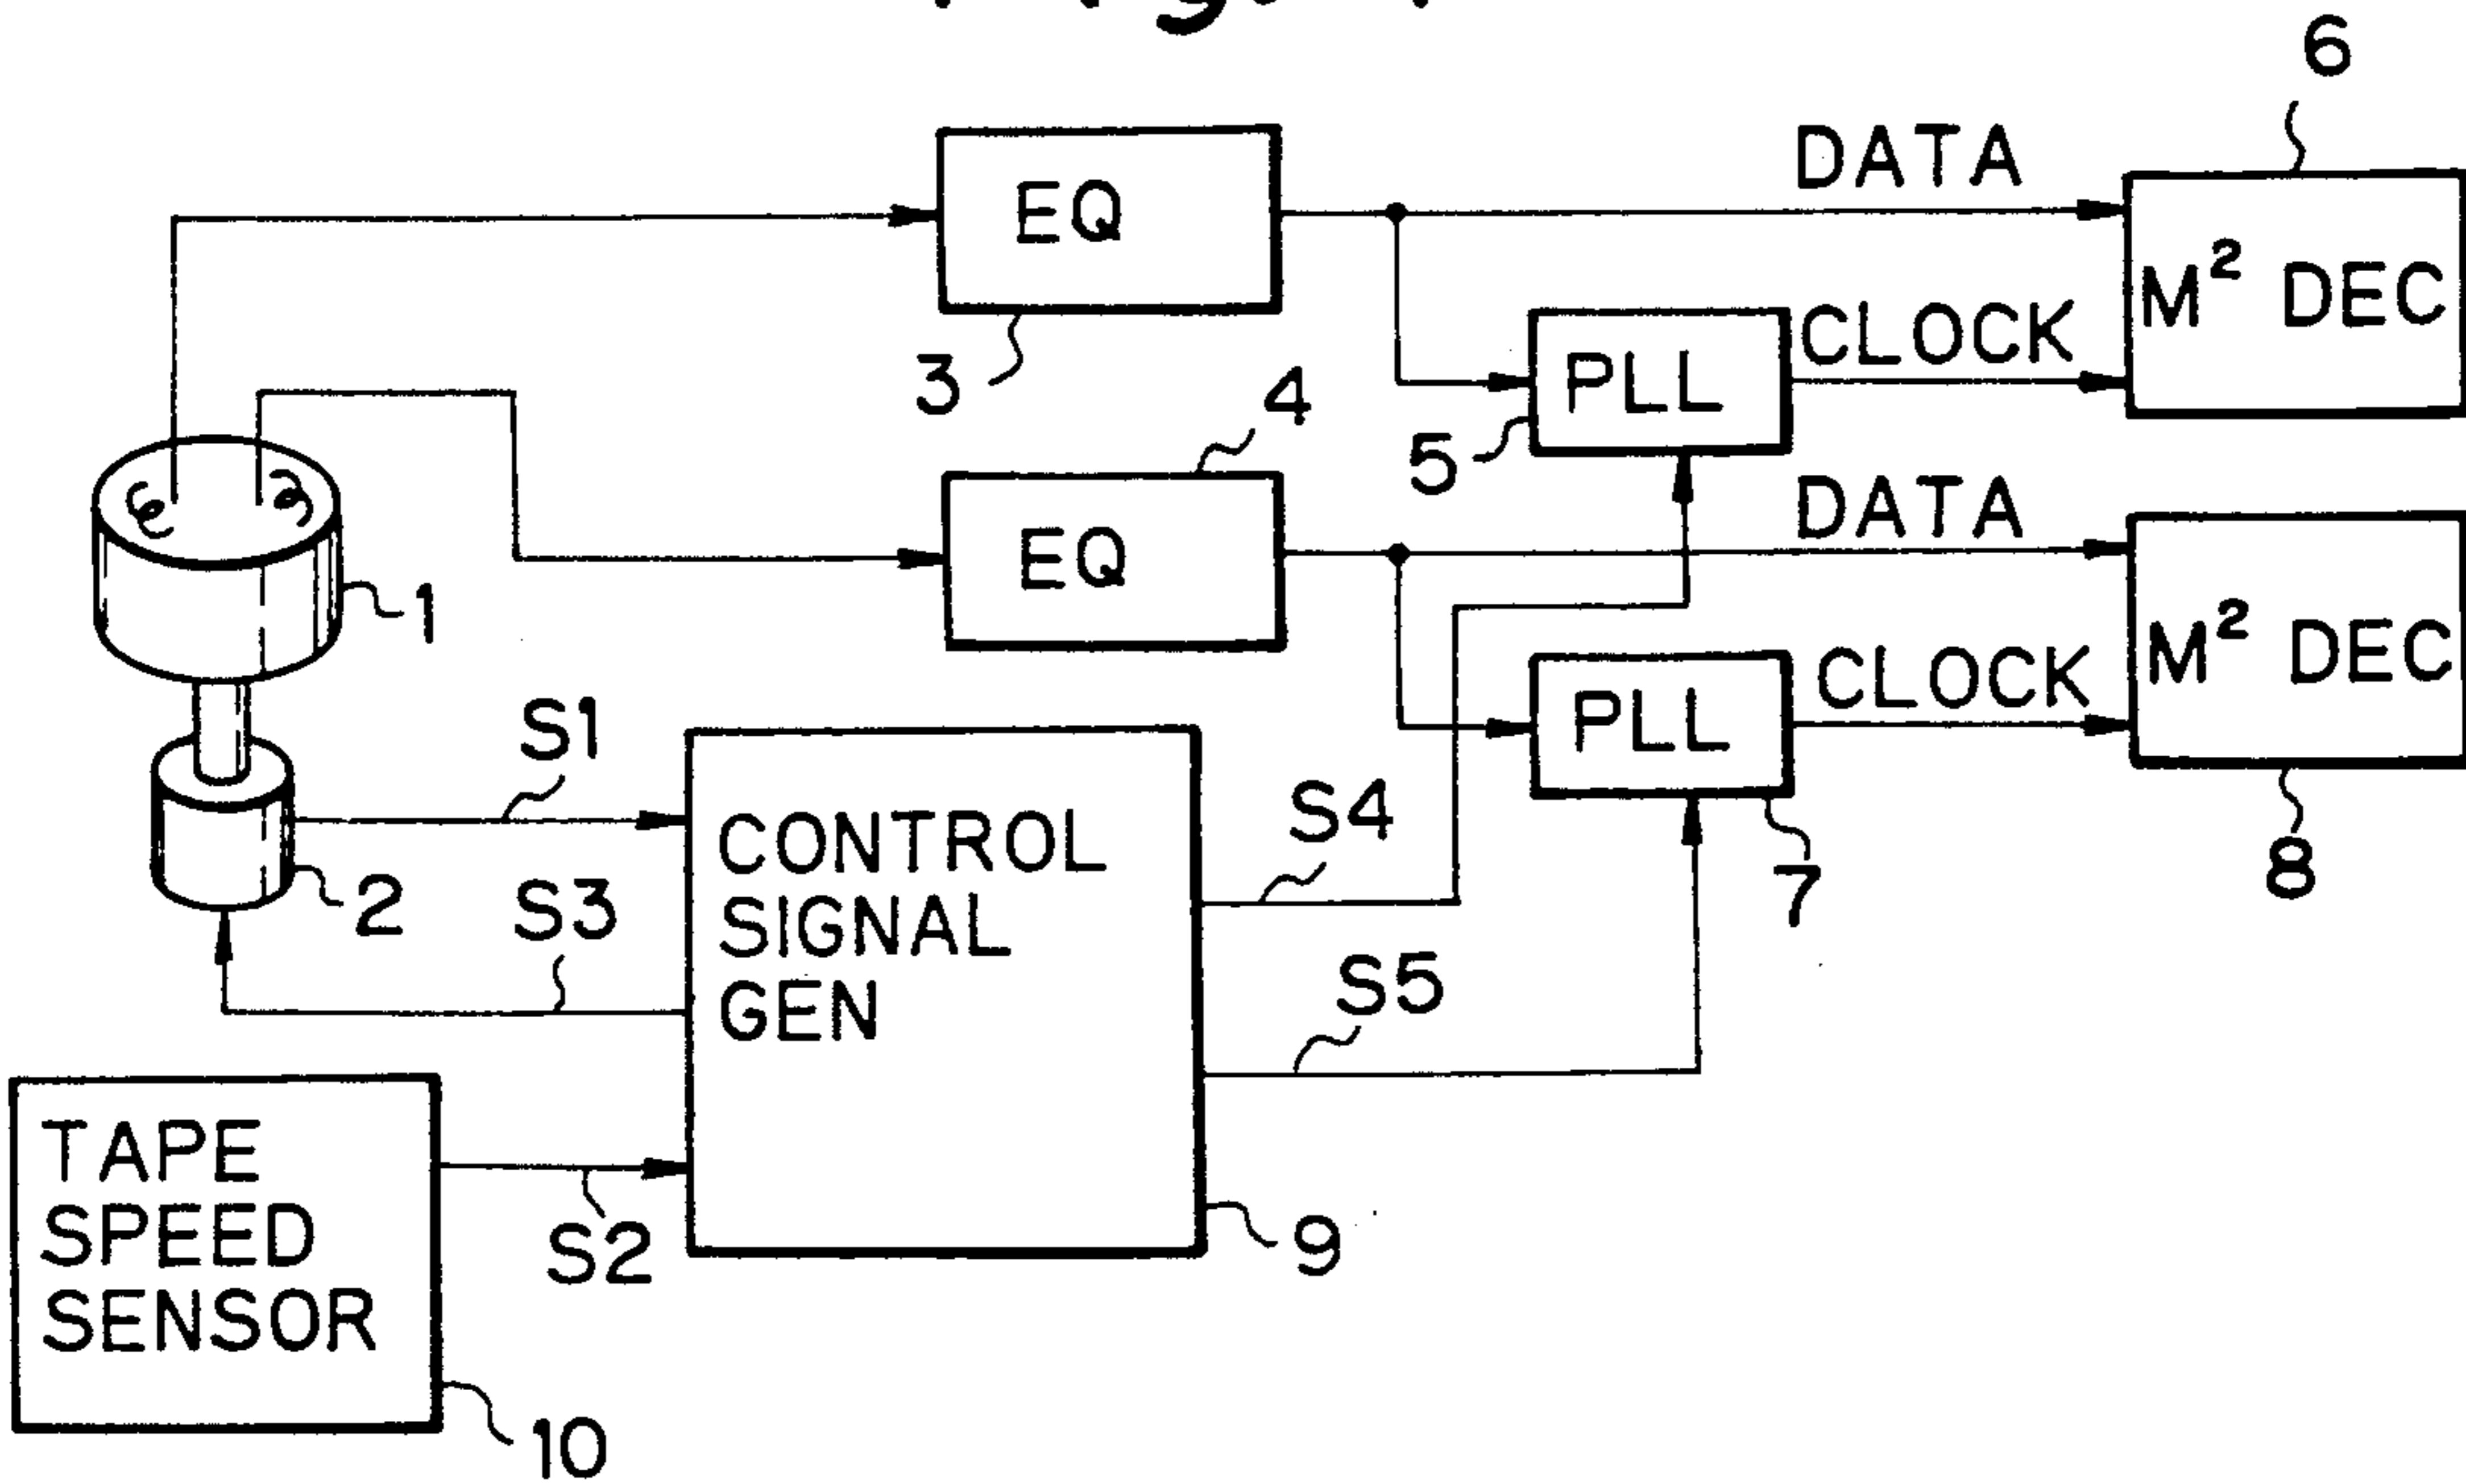 6
EQ
DATA
M² DEC
3
PLL
CLOCK
4
5
EQ
DATA
M² DEC
1
PLL
CLOCK
S1
CONTROL
SIGNAL
GEN
S4
7
8
2
S3
S5
TAPE
SPEED
SENSOR
S2
9
10